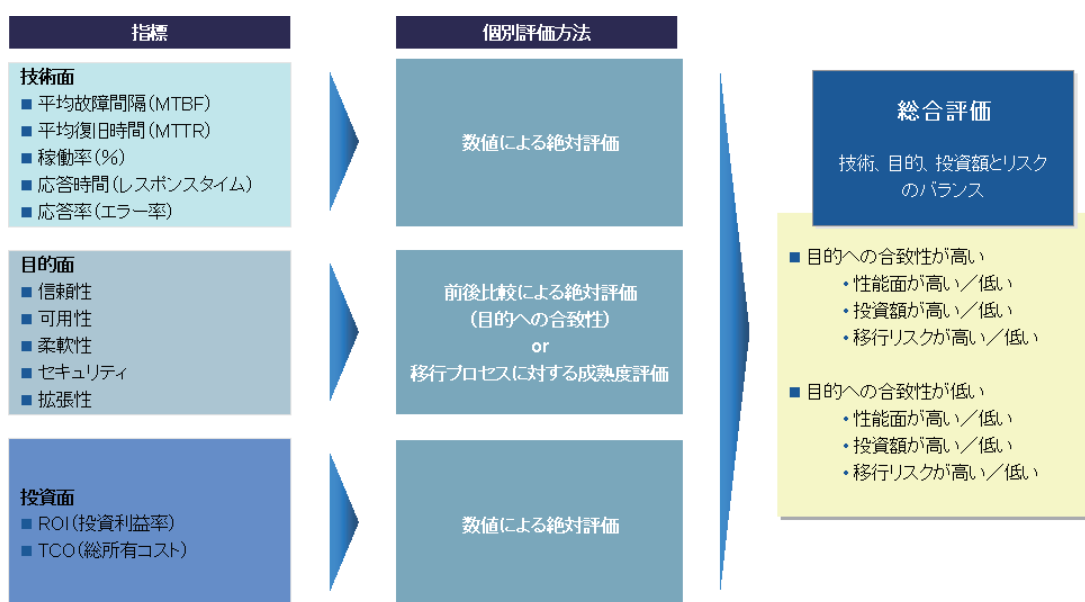 指標
個別評価方法
技術面
■ 平均故障間隔(MTBF)
■ 平均復旧時間(MTTR)
■ 稼働率(%)
■ 応答時間(レスポンスタイム)
■ 応答率(エラー率)
数値による絶対評価
目的面
■ 信頼性
■ 可用性
■ 柔軟性
■ セキュリティ
■ 拡張性
前後比較による絶対評価
(目的への合致性)
or
移行プロセスに対する成熟度評価
投資面
■ ROI(投資利益率)
■ TCO(総所有コスト)
数値による絶対評価
総合評価
技術、目的、投資額とリスク
のバランス
■ 目的への合致性が高い
・性能面が高い／低い
・投資額が高い／低い
・移行リスクが高い／低い
■ 目的への合致性が低い
・性能面が高い／低い
・投資額が高い／低い
・移行リスクが高い／低い